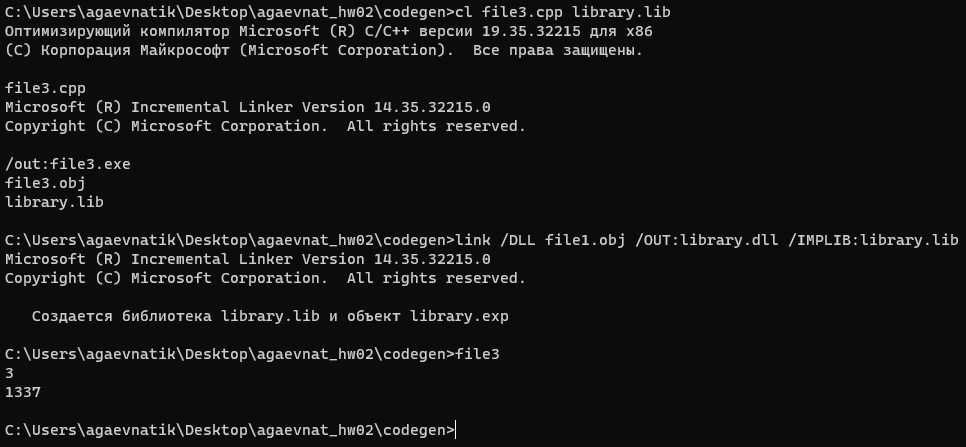 C:\Users\agaevnatik\Desktop\agaevnat_hw02\codegen>cl file3.cpp library.lib
Оптимизирующий компилятор Microsoft (R) C/C++ версии 19.35.32215 для x86
(C) Корпорация Майкрософт (Microsoft Corporation).  Все права защищены.

file3.cpp
Microsoft (R) Incremental Linker Version 14.35.32215.0
Copyright (C) Microsoft Corporation.  All rights reserved.

/out:file3.exe
file3.obj
library.lib

C:\Users\agaevnatik\Desktop\agaevnat_hw02\codegen>link /DLL file1.obj /OUT:library.dll /IMPLIB:library.lib
Microsoft (R) Incremental Linker Version 14.35.32215.0
Copyright (C) Microsoft Corporation.  All rights reserved.

   Создается библиотека library.lib и объект library.exp

C:\Users\agaevnatik\Desktop\agaevnat_hw02\codegen>file3
3
1337

C:\Users\agaevnatik\Desktop\agaevnat_hw02\codegen>